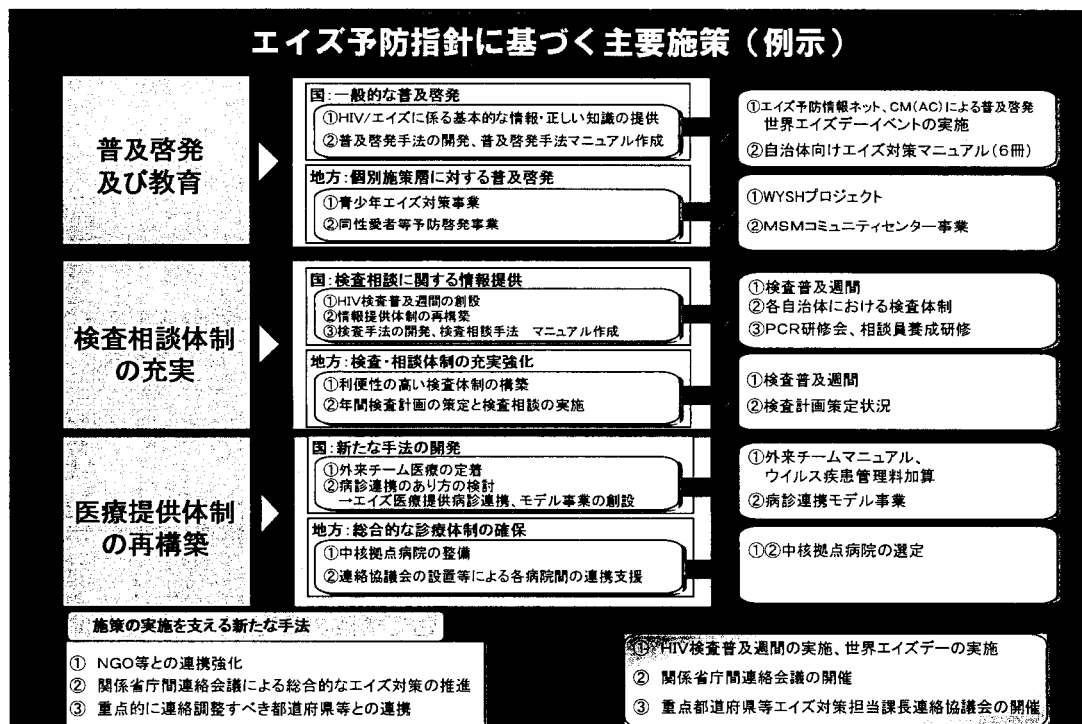 エイズ予防指針に基づく主要施策（例示）
普及啓発
及び教育
国：一般的な普及啓発
①HIV/エイズに係る基本的な情報・正しい知識の提供
②普及啓発手法の開発、普及啓発手法マニュアル作成
地方：個別施策層に対する普及啓発
①青少年エイズ対策事業
②同性愛者等予防啓発事業
①エイズ予防情報ネット、CM(AC)による普及啓発
世界エイズデーイベントの実施
②自治体向けエイズ対策マニュアル(6冊)
①WYSHプロジェクト
②MSMコミュニティセンター事業
検査相談体制
の充実
国：検査相談に関する情報提供
①HIV検査普及週間の創設
②情報提供体制の再構築
③検査手法の開発、検査相談手法　マニュアル作成
地方：検査・相談体制の充実強化
①利便性の高い検査体制の構築
②年間検査計画の策定と検査相談の実施
①検査普及週間
②各自治体における検査体制
③PCR研修会、相談員養成研修
①検査普及週間
②検査計画策定状況
医療提供体制
の再構築
国：新たな手法の開発
①外来チーム医療の定着
②病診連携のあり方の検討
→エイズ医療提供病診連携、モデル事業の創設
地方：総合的な診療体制の確保
①中核拠点病院の整備
②連絡協議会の設置等による各病院間の連携支援
①外来チームマニュアル、
ウイルス疾患管理料加算
②病診連携モデル事業
①②中核拠点病院の選定
施策の実施を支える新たな手法
① NGO等との連携強化
② 関係省庁間連絡会議による総合的なエイズ対策の推進
③ 重点的に連絡調整すべき都道府県等との連携
① HIV検査普及週間の実施、世界エイズデーの実施
② 関係省庁間連絡会議の開催
③ 重点都道府県等エイズ対策担当課長連絡協議会の開催